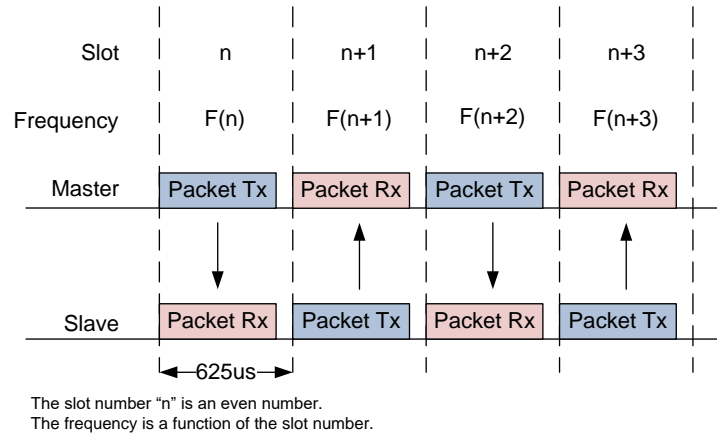 Slot n n+1 n+2 n+3
Frequency F(n) F(n+1) F(n+2) F(n+3)
Master Packet Tx Packet Rx Packet Tx Packet Rx
Slave Packet Rx Packet Tx Packet Rx Packet Tx
625us
The slot number “n” is an even number.
The frequency is a function of the slot number.